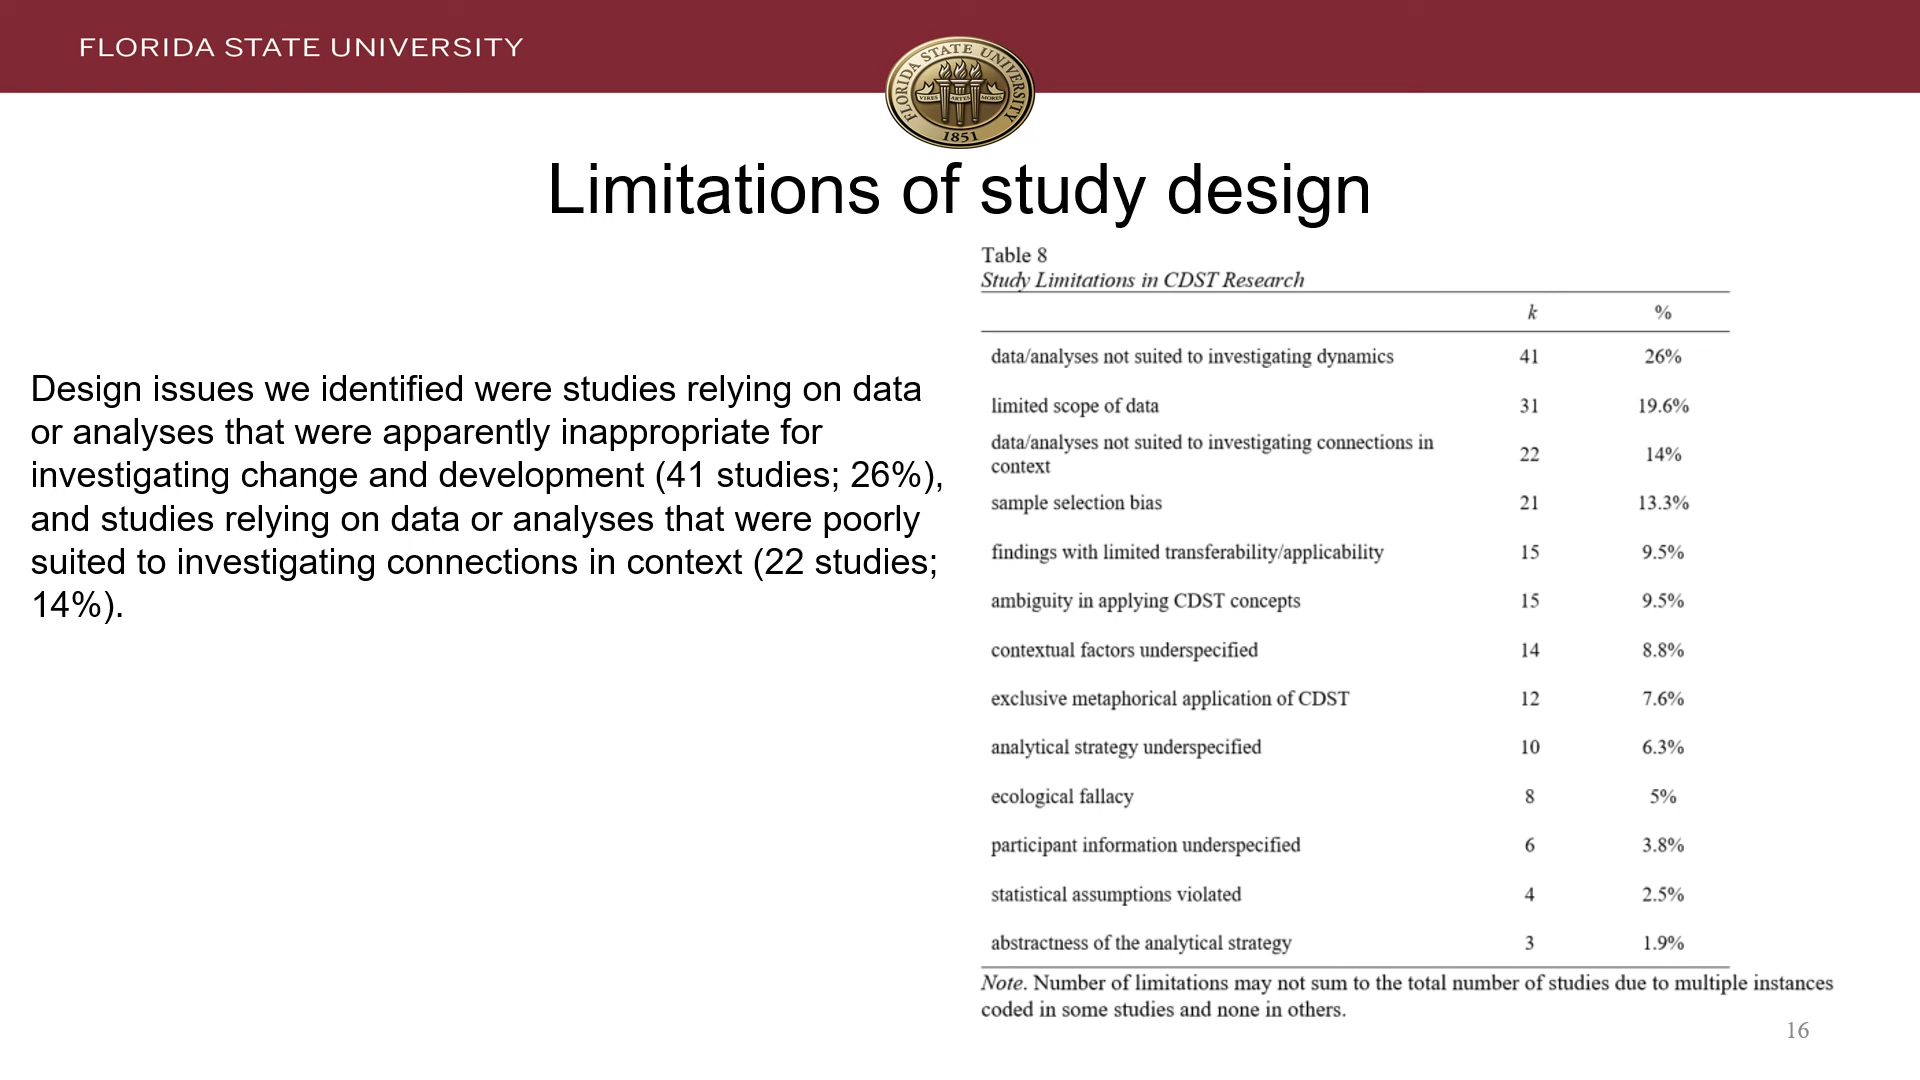 FLORIDA STATE UNIVERSITY
FLORIDA STATE UNIVERSITY
VIRES ARTES MORES
1851
Limitations of study design
Design issues we identified were studies relying on data
or analyses that were apparently inappropriate for
investigating change and development (41 studies; 26%),
and studies relying on data or analyses that were poorly
suited to investigating connections in context (22 studies;
14%).
Table 8
Study Limitations in CDST Research
k %
data/analyses not suited to investigating dynamics 41 26%
limited scope of data 31 19.6%
data/analyses not suited to investigating connections in
context 22 14%
sample selection bias 21 13.3%
findings with limited transferability/applicability 15 9.5%
ambiguity in applying CDST concepts 15 9.5%
contextual factors underspecified 14 8.8%
exclusive metaphorical application of CDST 12 7.6%
analytical strategy underspecified 10 6.3%
ecological fallacy 8 5%
participant information underspecified 6 3.8%
statistical assumptions violated 4 2.5%
abstractness of the analytical strategy 3 1.9%
Note. Number of limitations may not sum to the total number of studies due to multiple instances
coded in some studies and none in others.
16